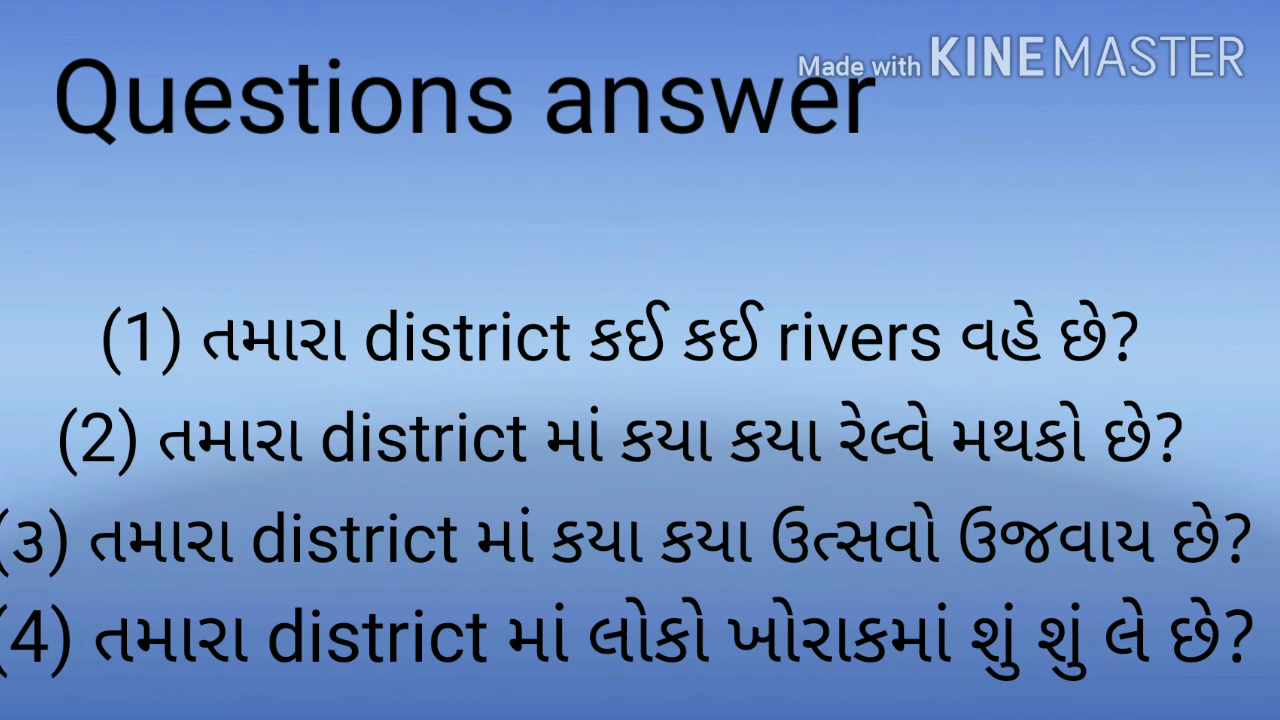 Made with KINEMASTER
Questions answer
(1) તમારા district કઈ કઈ rivers વહે છે?
(2) તમારા district માં કયા કયા રેલ્વે મથકો છે?
(૩) તમારા district માં કયા કયા ઉત્સવો ઉજવાય છે?
(4) તમારા district માં લોકો ખોરાકમાં શું શું લે છે?